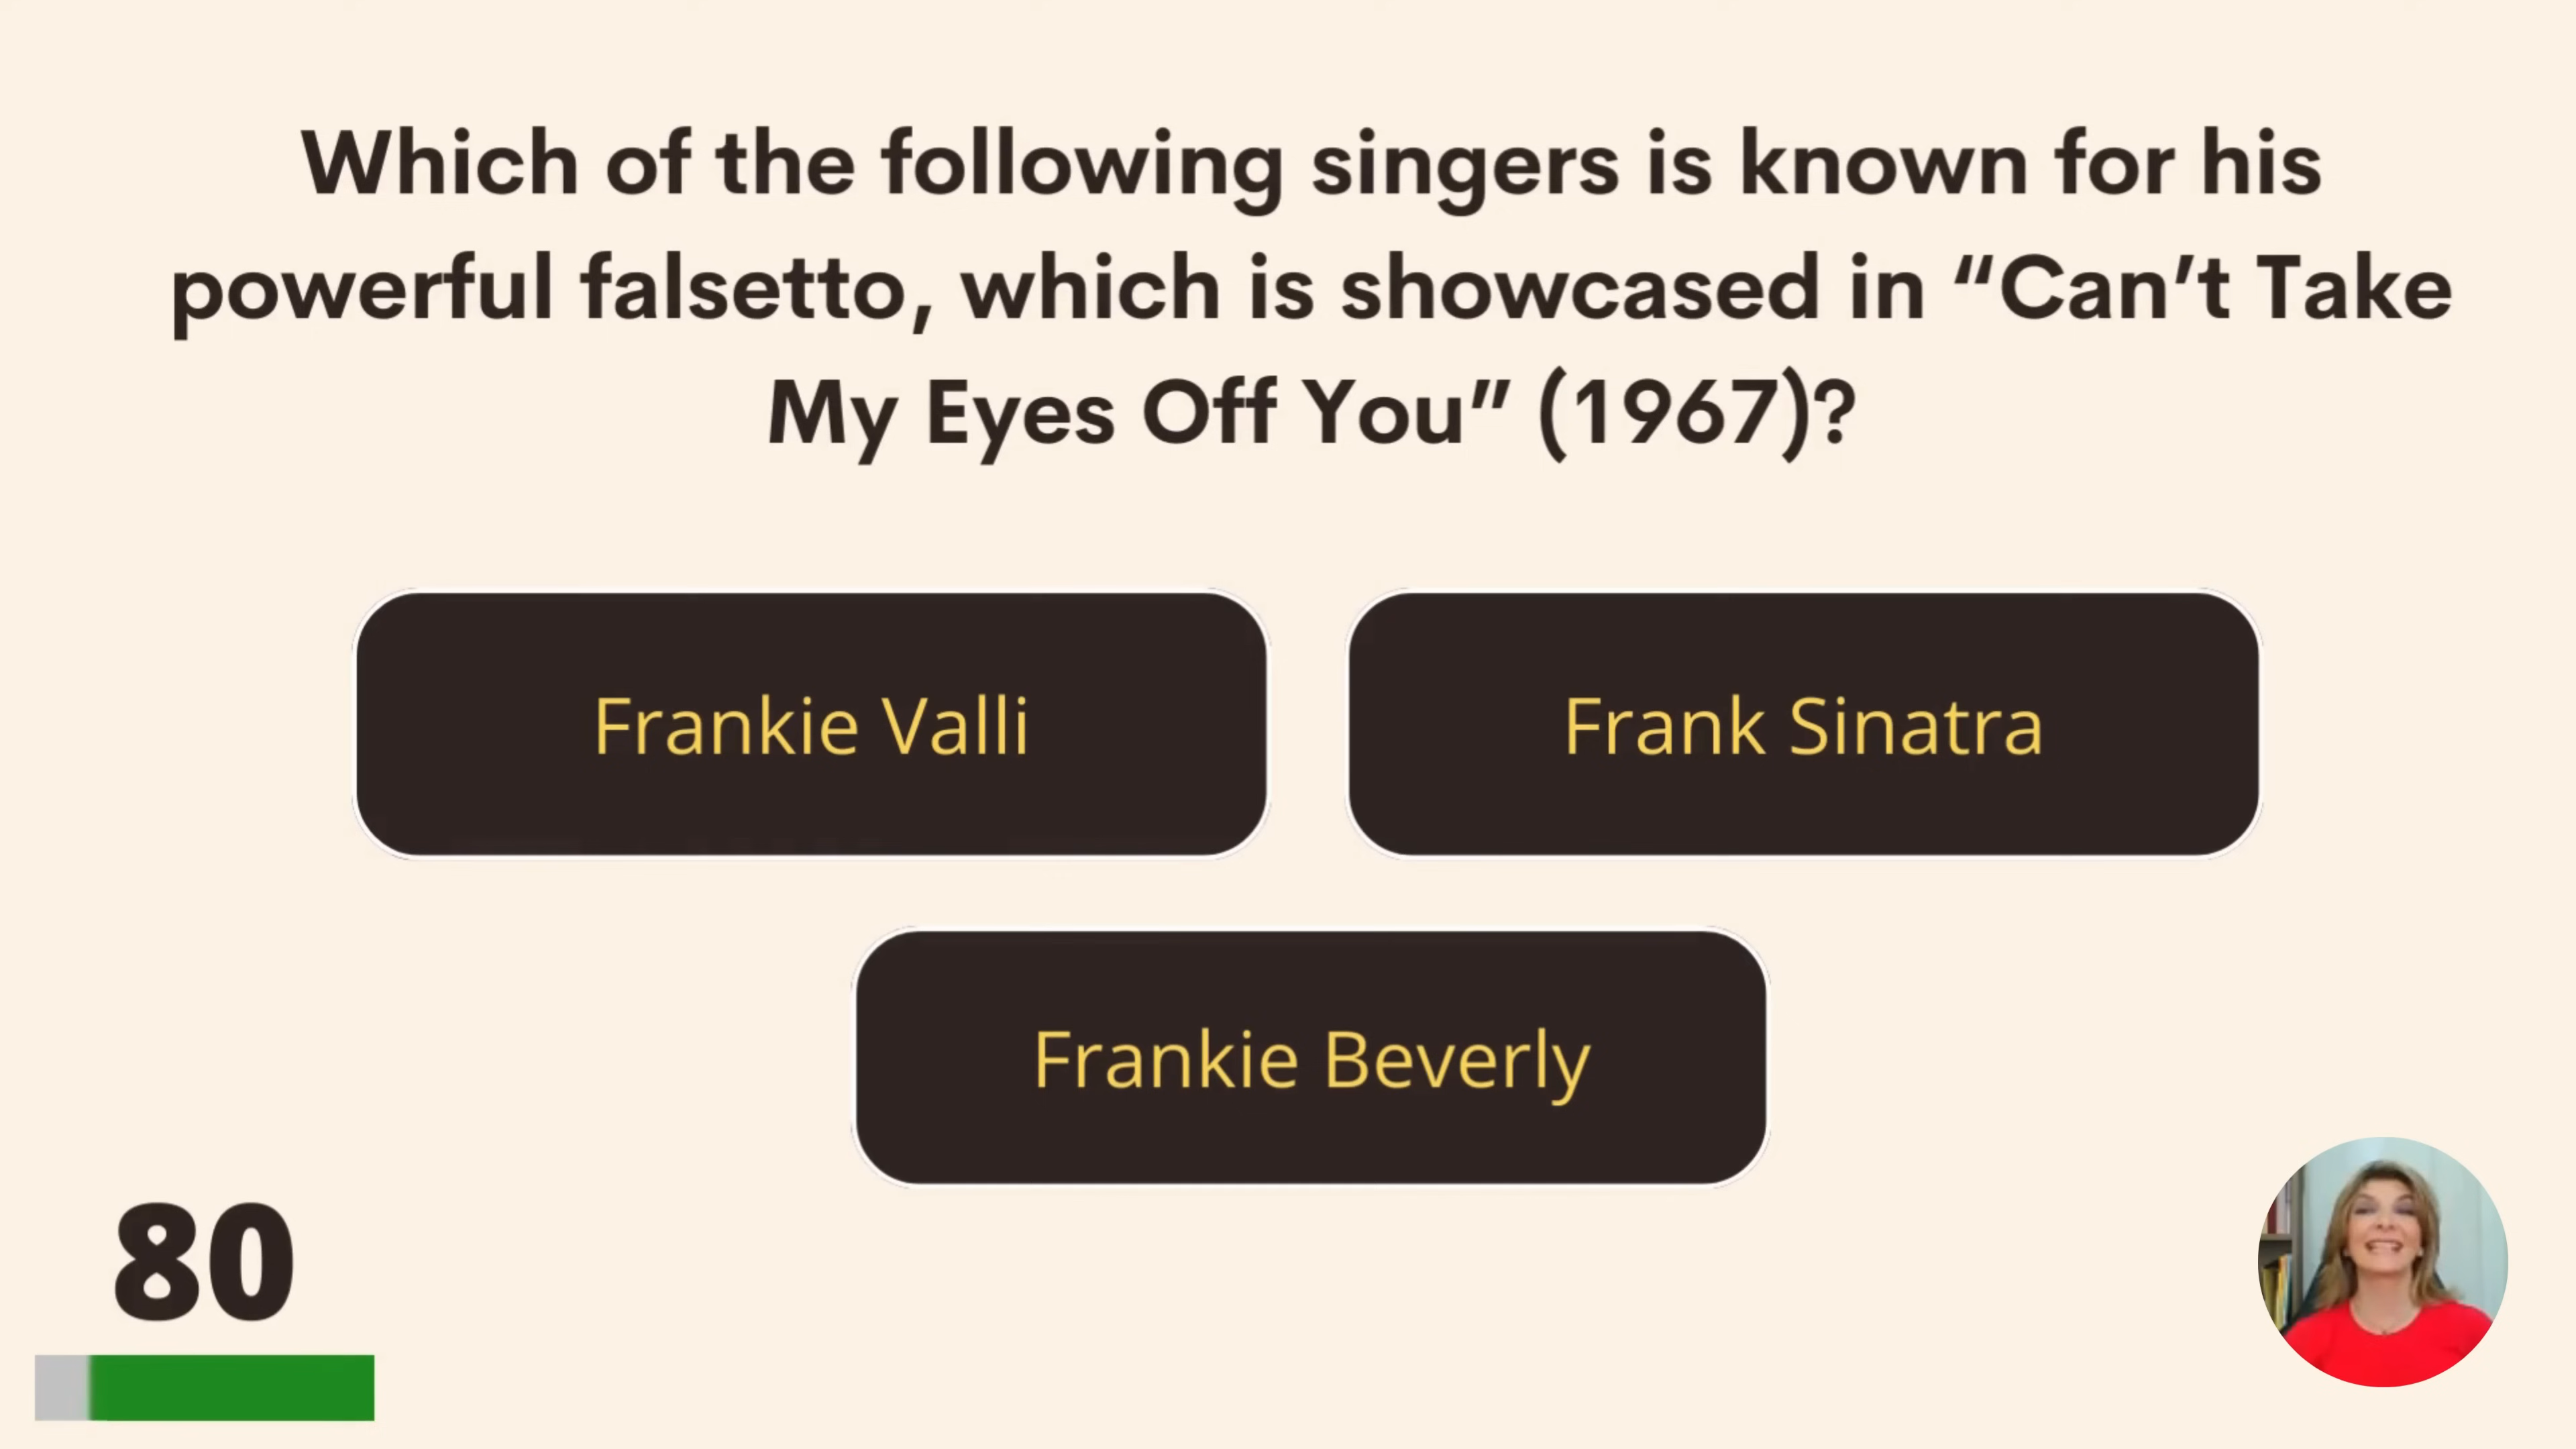 Which of the following singers is known for his
powerful falsetto, which is showcased in “Can’t Take
My Eyes Off You” (1967)?
Frankie Valli
Frank Sinatra
Frankie Beverly
80